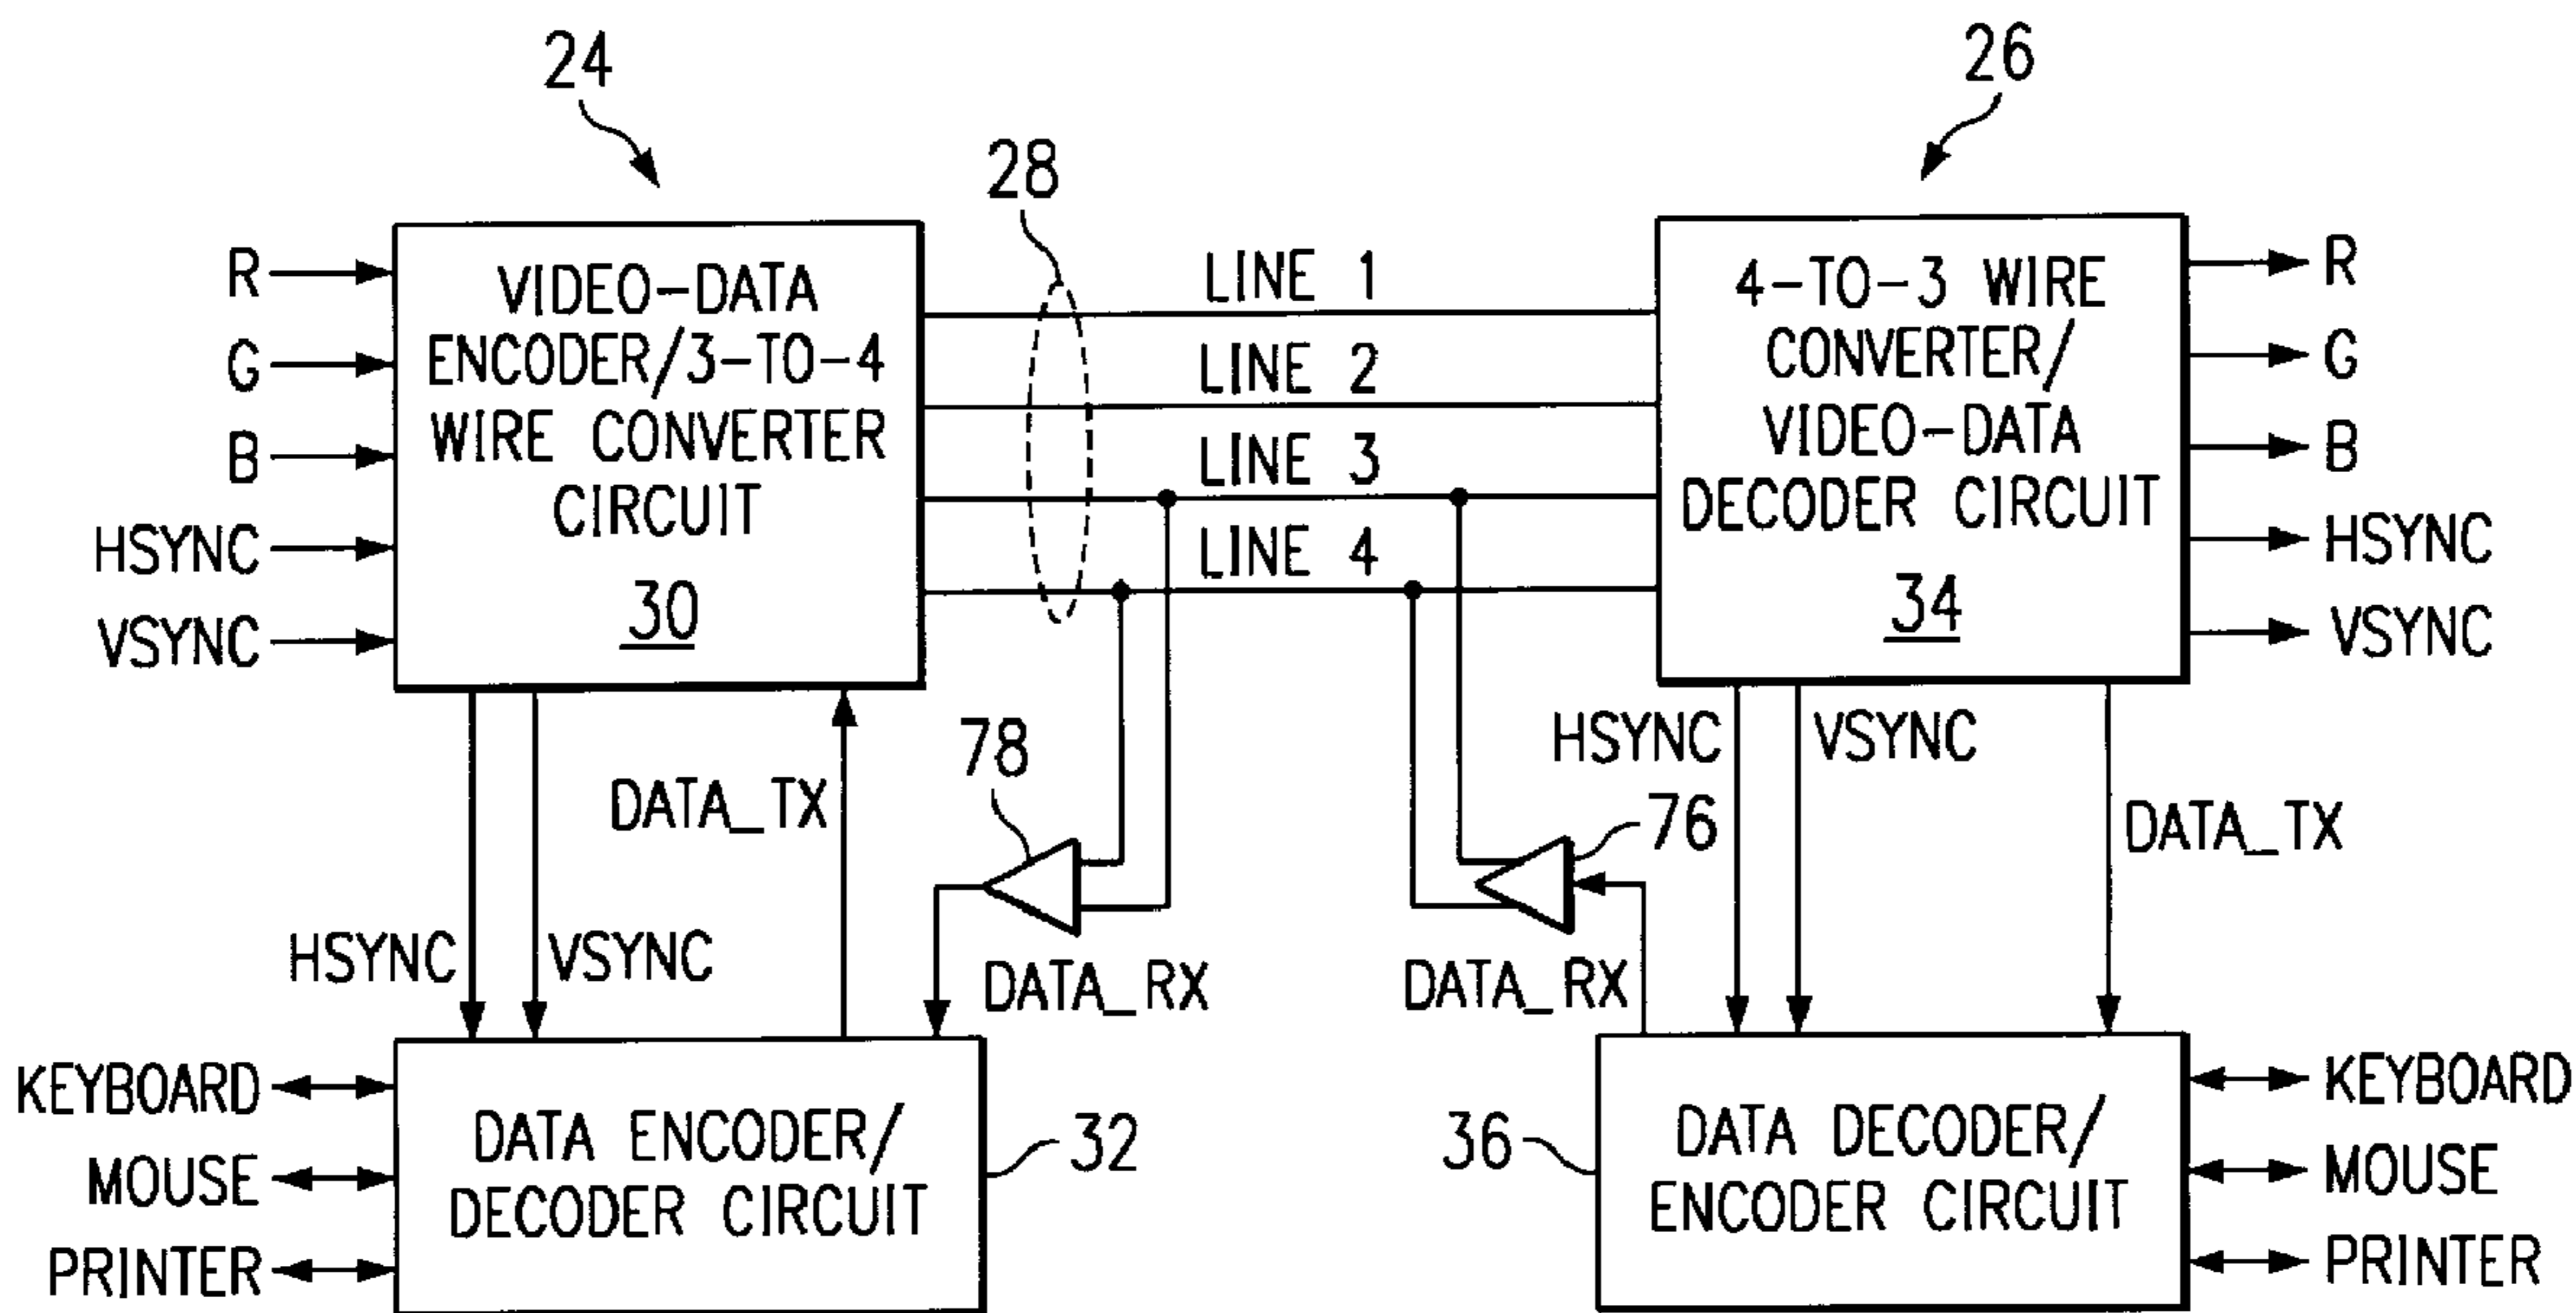 24
26
28
R
G
B
HSYNC
VSYNC
VIDEO-DATA
ENCODER/3-TO-4
WIRE CONVERTER
CIRCUIT
30
LINE 1
LINE 2
LINE 3
LINE 4
4-TO-3 WIRE
CONVERTER/
VIDEO-DATA
DECODER CIRCUIT
34
R
G
B
HSYNC
VSYNC
HSYNC
VSYNC
DATA_TX
78
DATA_RX
76
DATA_RX
HSYNC
VSYNC
DATA_TX
KEYBOARD
MOUSE
PRINTER
DATA ENCODER/
DECODER CIRCUIT
32
36
DATA DECODER/
ENCODER CIRCUIT
KEYBOARD
MOUSE
PRINTER